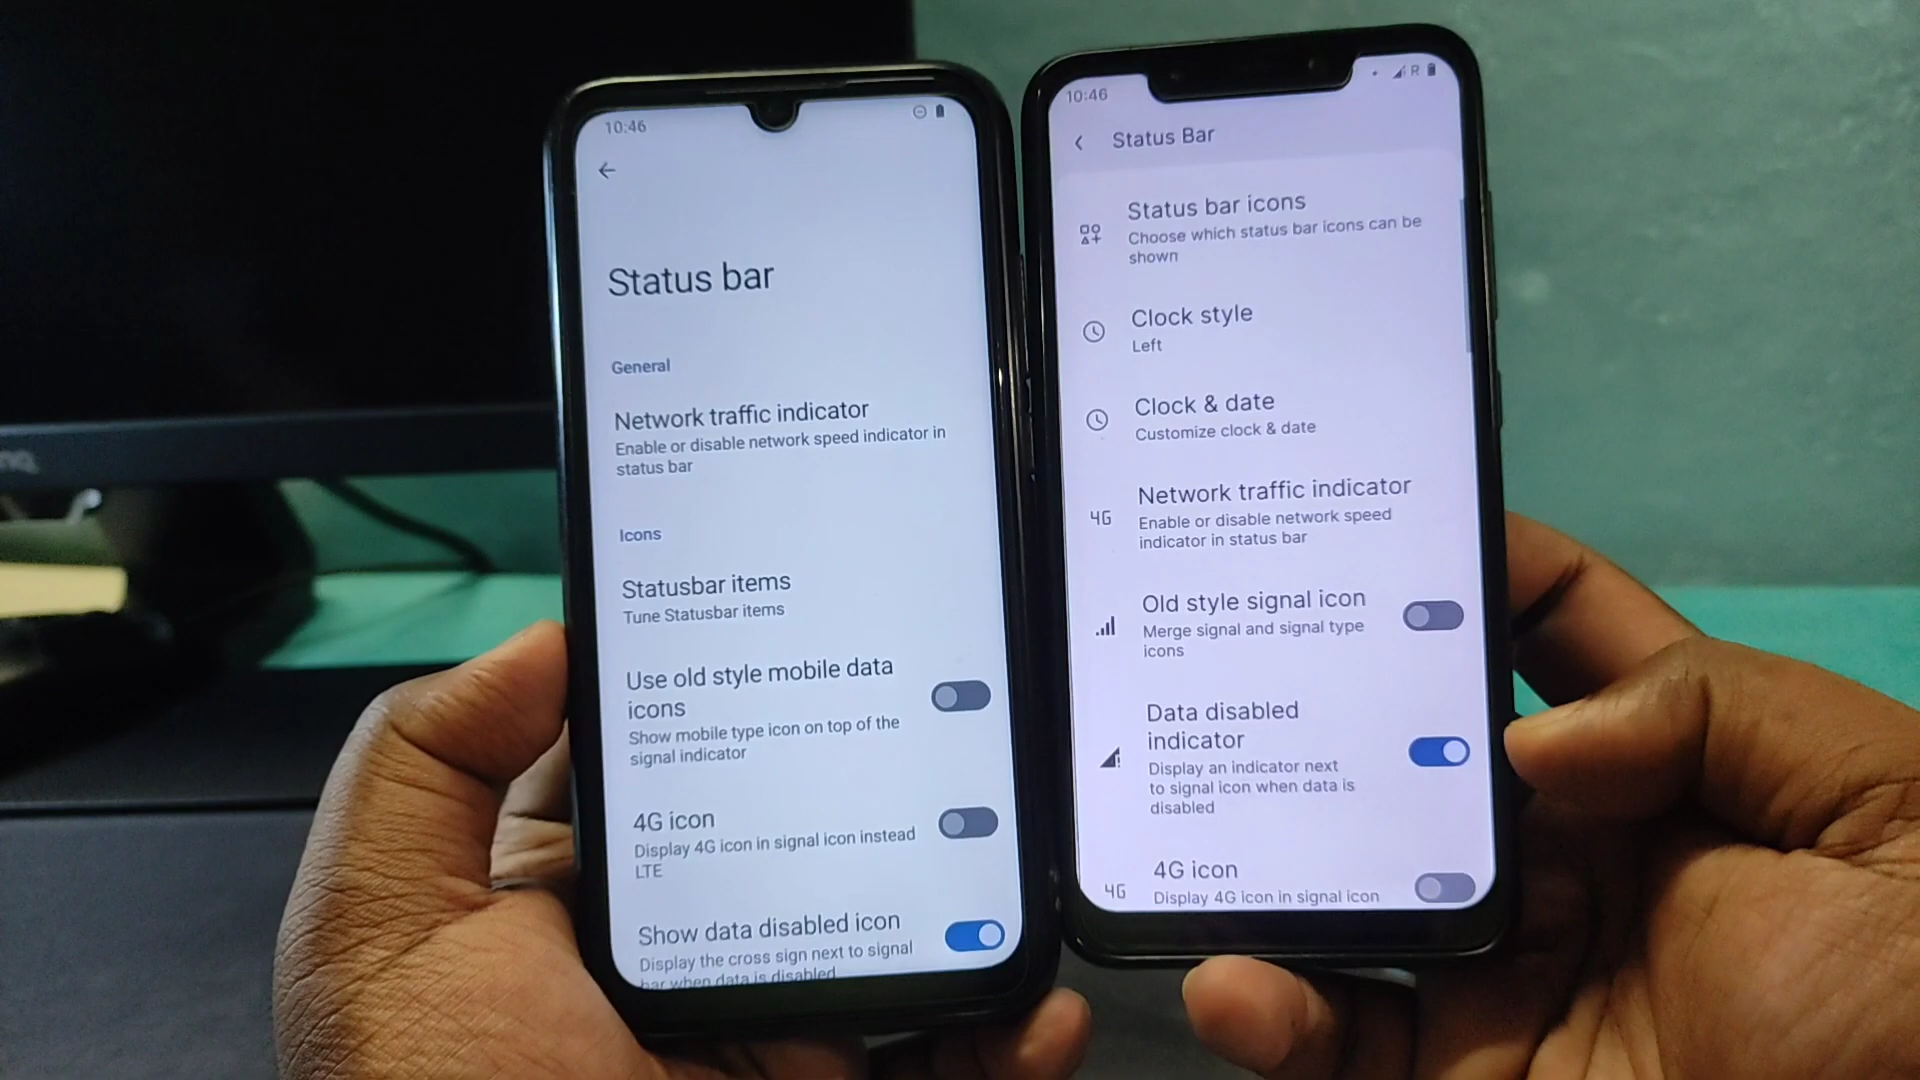 10:46
Status bar
General
Network traffic indicator
Enable or disable network speed indicator in
status bar
Icons
Statusbar items
Tune Statusbar items
Use old style mobile data
icons
Show mobile type icon on top of the
signal indicator
4G icon
Display 4G icon in signal icon instead
LTE
Show data disabled icon
Display the cross sign next to signal
bar when data is disabled
10:46
R
Status Bar
Status bar icons
Choose which status bar icons can be
shown
Clock style
Left
Clock & date
Customize clock & date
4G
Network traffic indicator
Enable or disable network speed
indicator in status bar
Old style signal icon
Merge signal and signal type
icons
Data disabled
indicator
Display an indicator next
to signal icon when data is
disabled
4G
4G icon
Display 4G icon in signal icon